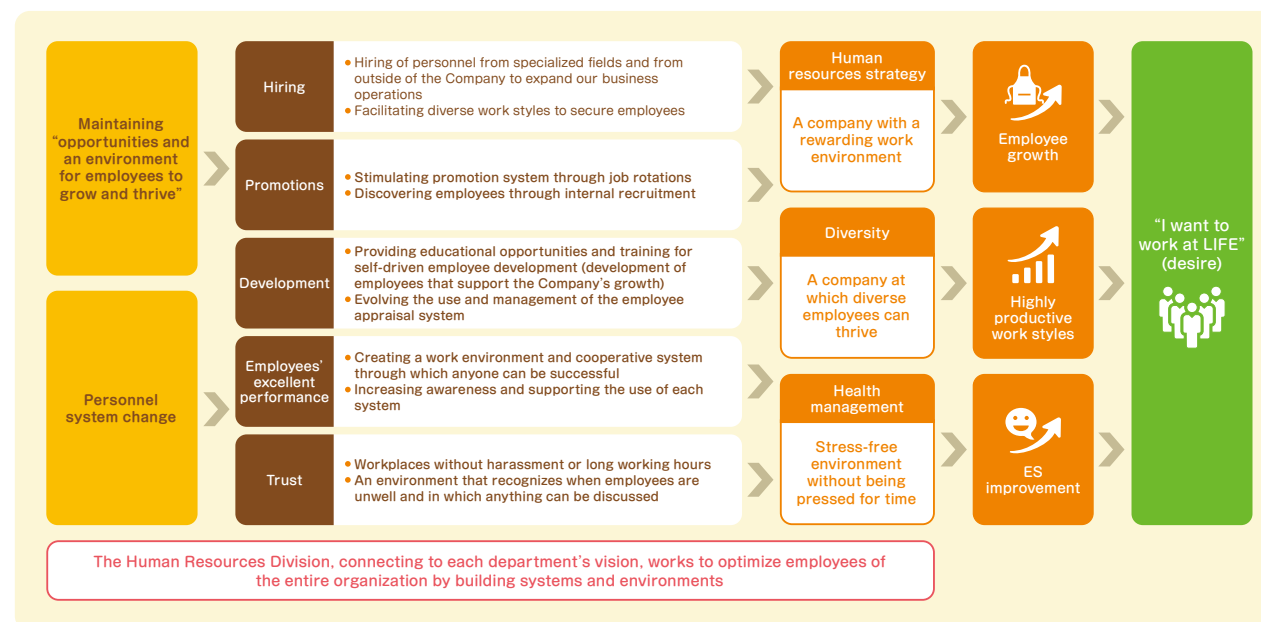 Maintaining
“opportunities and
an environment
for employees to
grow and thrive”
Personnel
system change
Hiring
• Hiring of personnel from specialized fields and from
outside of the Company to expand our business
operations
• Facilitating diverse work styles to secure employees
Promotions
• Stimulating promotion system through job rotations
• Discovering employees through internal recruitment
Development
• Providing educational opportunities and training for
self-driven employee development (development of
employees that support the Company’s growth)
• Evolving the use and management of the employee
appraisal system
Employees’
excellent
performance
• Creating a work environment and cooperative system
through which anyone can be successful
• Increasing awareness and supporting the use of each
system
Trust
• Workplaces without harassment or long working hours
• An environment that recognizes when employees are
unwell and in which anything can be discussed
Human
resources strategy
A company with a
rewarding work
environment
Diversity
A company at
which diverse
employees can
thrive
Health
management
Stress-free
environment
without being
pressed for time
Employee
growth
Highly
productive
work styles
ES
improvement
“I want to
work at LIFE”
(desire)
The Human Resources Division, connecting to each department’s vision, works to optimize employees of
the entire organization by building systems and environments